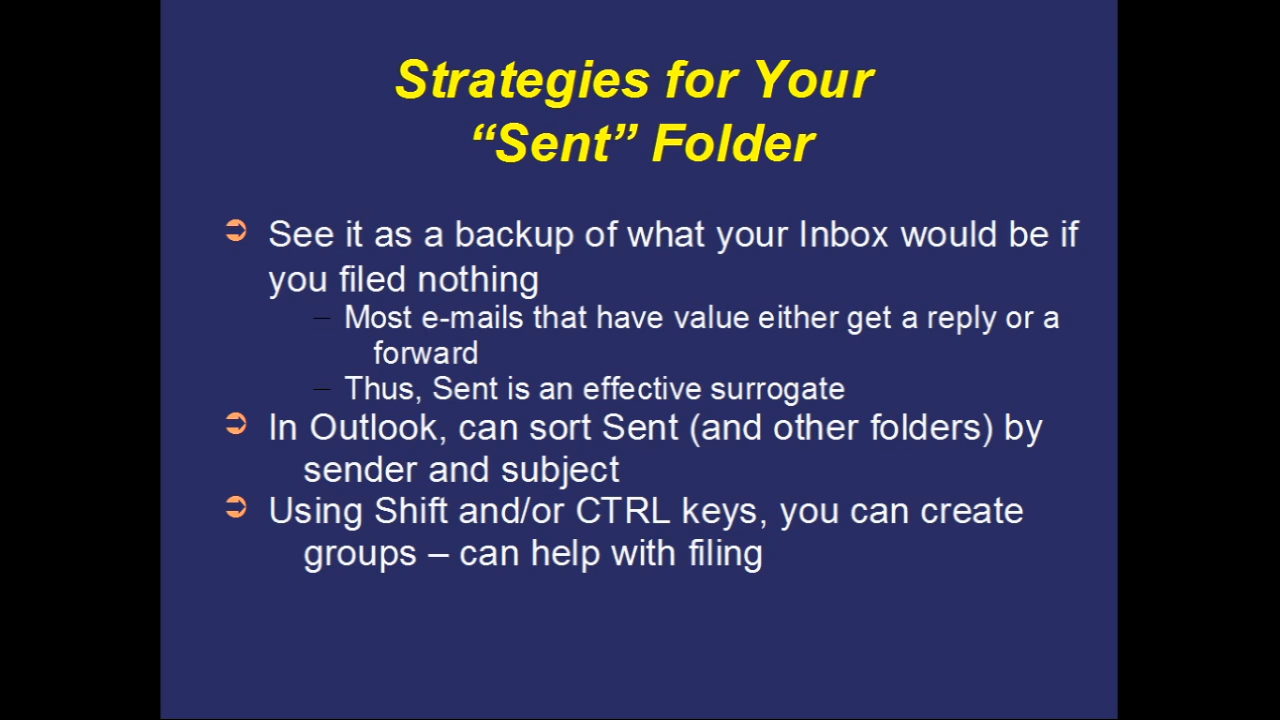 Strategies for Your
“Sent” Folder
See it as a backup of what your Inbox would be if
you filed nothing
– Most e-mails that have value either get a reply or a
forward
– Thus, Sent is an effective surrogate
In Outlook, can sort Sent (and other folders) by
sender and subject
Using Shift and/or CTRL keys, you can create
groups – can help with filing